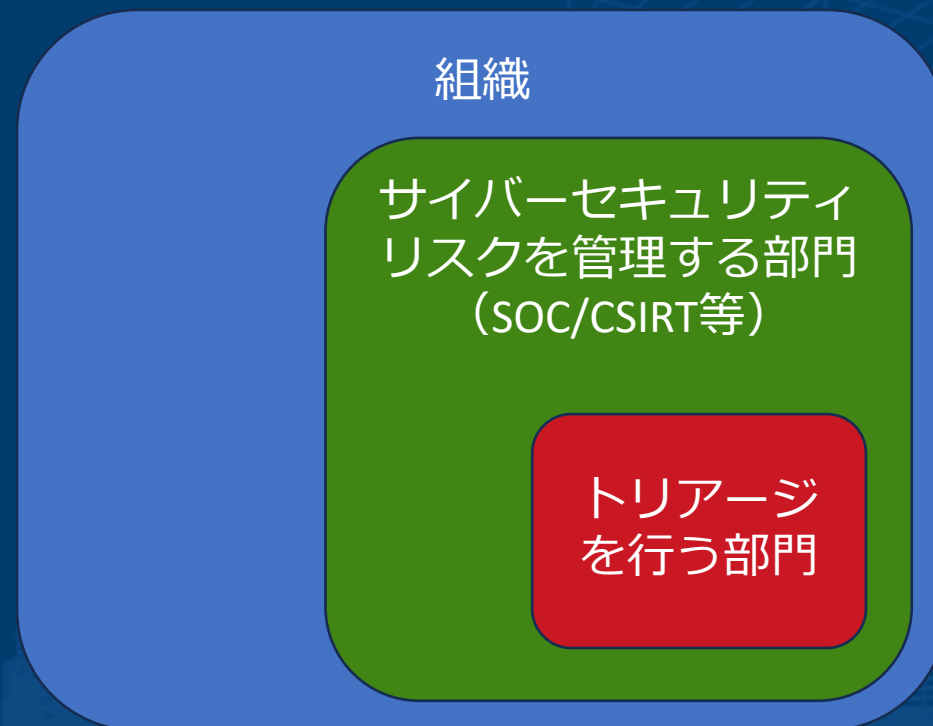 組織
サイバーセキュリティ
リスクを管理する部門
（SOC/CSIRT等）
トリアージ
を行う部門